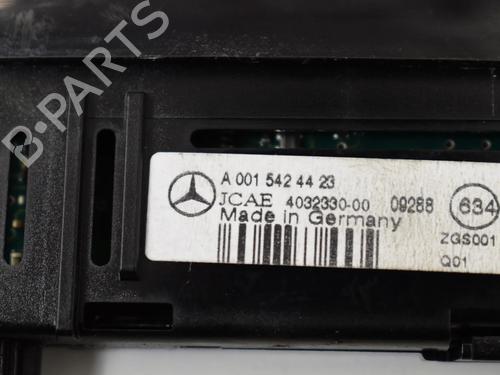 B-PARTS
A 001 542 44 23
JCAE 4032330-00 09288 634
Made in Germany
ZGS001
Q01